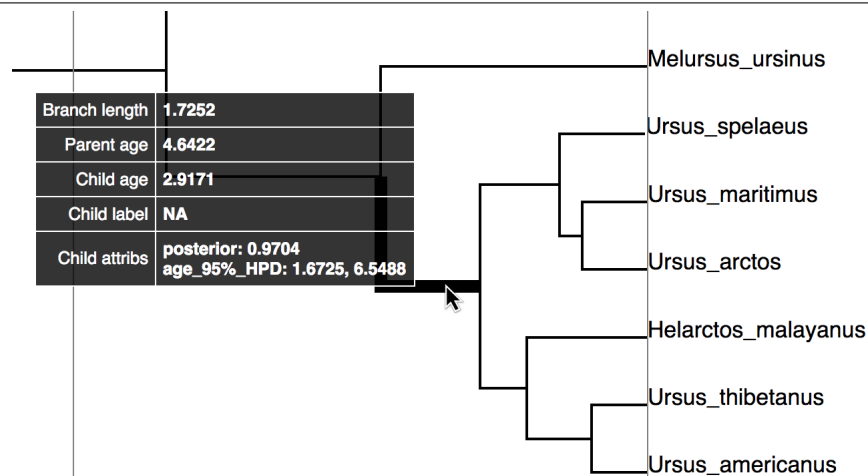 Melursus_ursinus
Branch length 1.7252
Ursus_spelaeus
Parent age 4.6422
Child age 2.9171
Ursus_maritimus
Child label NA
Child attribs posterior: 0.9704
age_95%_HPD: 1.6725, 6.5488
Ursus_arctos
Helarctos_malayanus
Ursus_thibetanus
Ursus_americanus